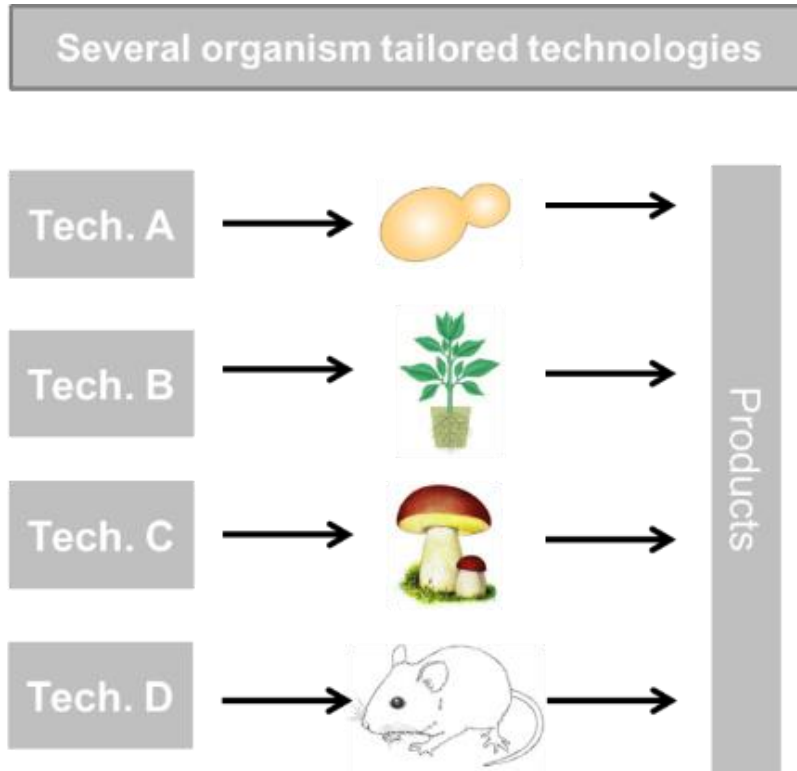 Several organism tailored technologies
Tech. A
Tech. B
Tech. C
Tech. D
Products